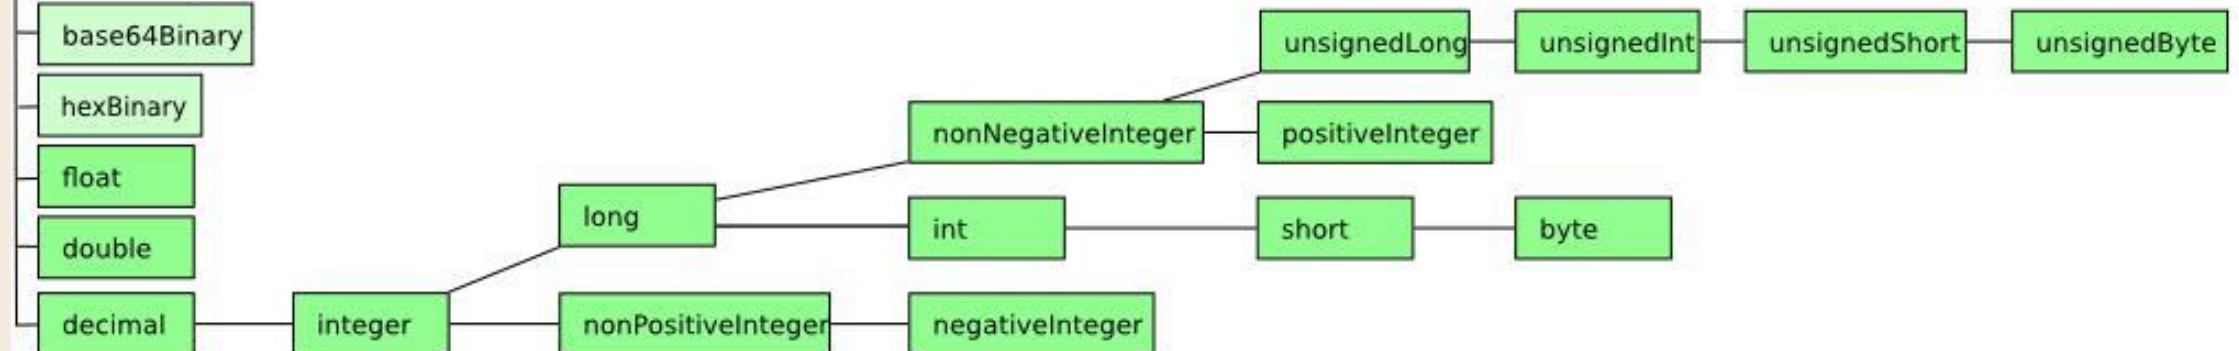 base64Binary
unsignedLong
unsignedInt
unsignedShort
unsignedByte
hexBinary
nonNegativeInteger
positiveInteger
float
long
int
short
byte
double
decimal
integer
nonPositiveInteger
negativeInteger